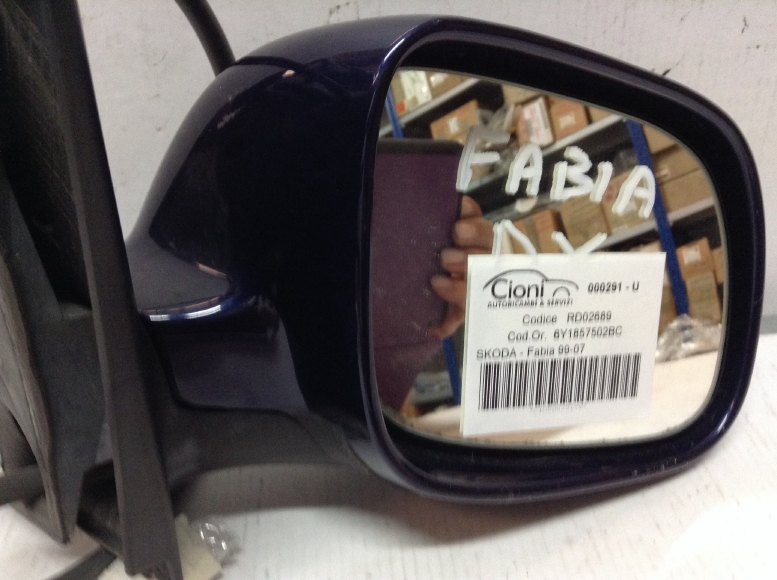 FABIA
DX
Cioni
000291 - U
AUTORICAMBI & SERVIZI
Codice RD02689
Cod.Or. 6Y1857502BC
SKODA - Fabia 99-07